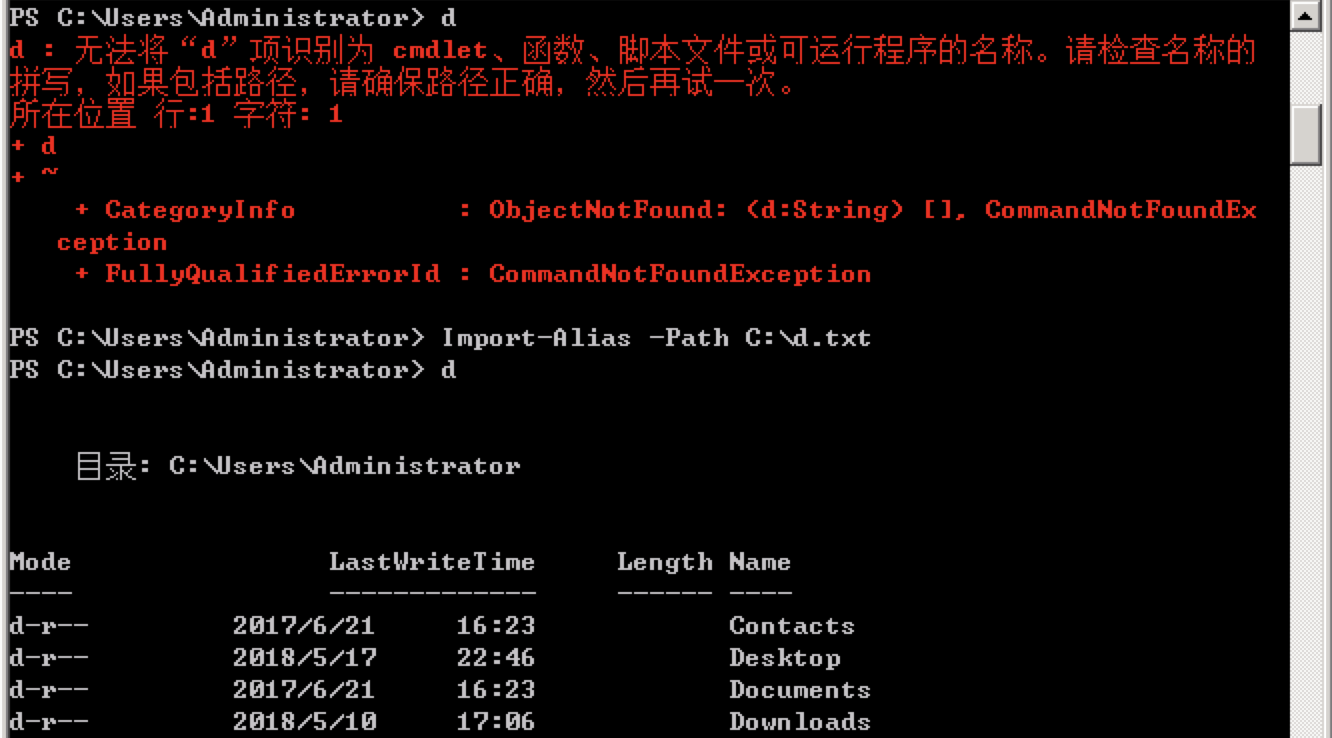 PS C:\Users\Administrator> d
d : 无法将“d”项识别为 cmdlet、函数、脚本文件或可运行程序的名称。请检查名称的
拼写，如果包括路径，请确保路径正确，然后再试一次。
所在位置 行:1 字符: 1
+ d
+ ~
    + CategoryInfo          : ObjectNotFound: (d:String) [], CommandNotFoundEx
   ception
    + FullyQualifiedErrorId : CommandNotFoundException
PS C:\Users\Administrator> Import-Alias -Path C:\d.txt
PS C:\Users\Administrator> d
    目录: C:\Users\Administrator
Mode                LastWriteTime     Length Name
----                -------------     ------ ----
d-r--         2017/6/21     16:23            Contacts
d-r--         2018/5/17     22:46            Desktop
d-r--         2017/6/21     16:23            Documents
d-r--         2018/5/10     17:06            Downloads